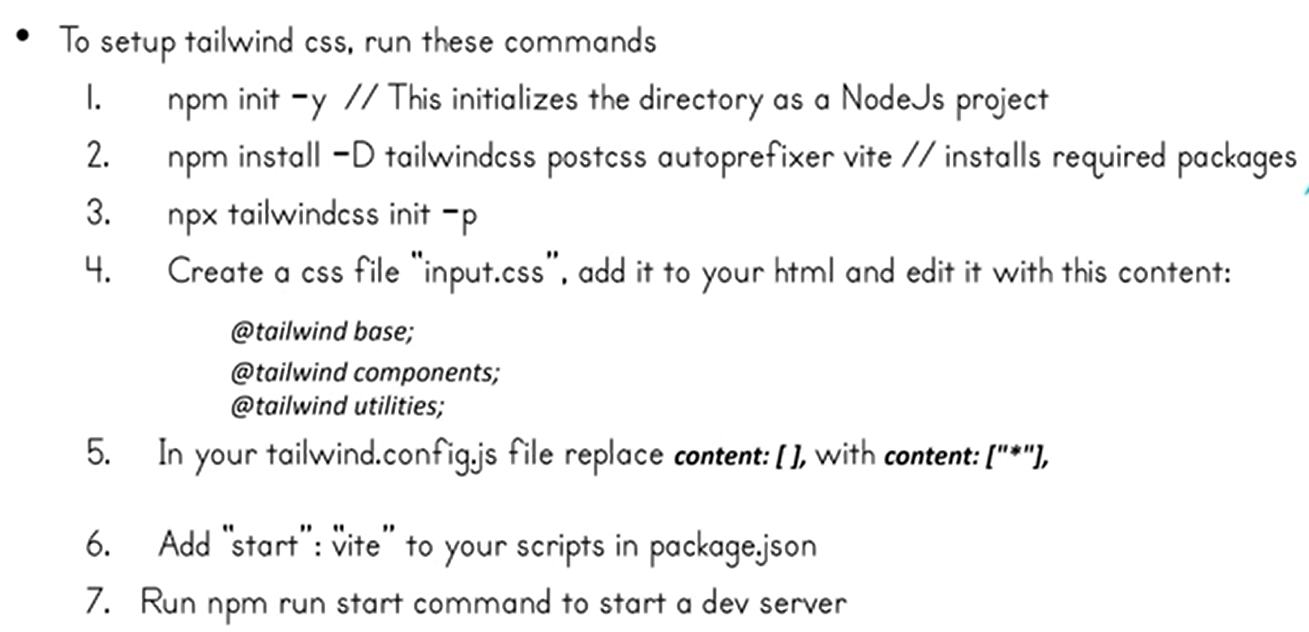 • To setup tailwind css, run these commands
1. npm init -y // This initializes the directory as a NodeJs project
2. npm install -D tailwindcss postcss autoprefixer vite // installs required packages
3. npx tailwindcss init -p
4. Create a css file "input.css", add it to your html and edit it with this content:
@tailwind base;
@tailwind components;
@tailwind utilities;
5. In your tailwind.config.js file replace content: [ ], with content: ["*"],
6. Add "start": "vite" to your scripts in package.json
7. Run npm run start command to start a dev server